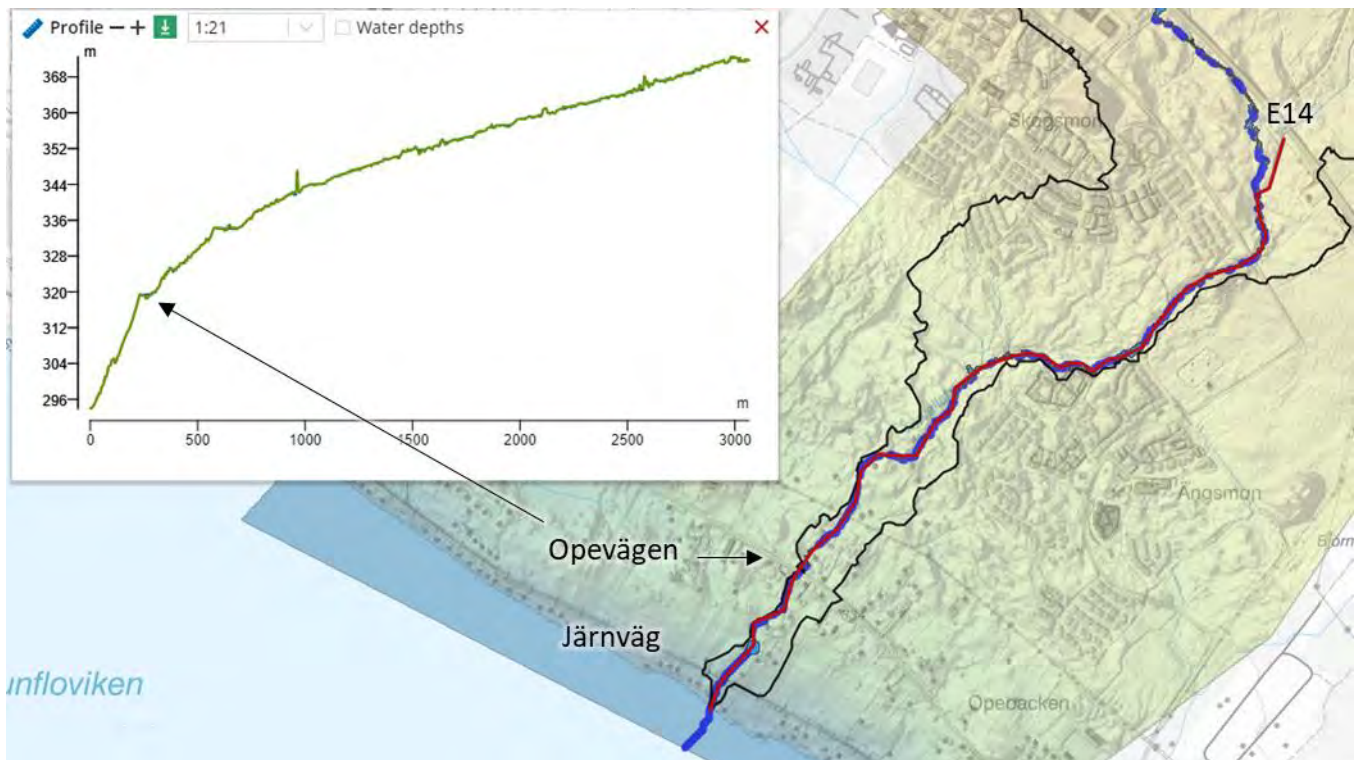 Profile
1:21
Water depths
m
368
360
352
344
336
328
320
312
304
296
m
0
500
1000
1500
2000
2500
3000
E14
Skogsmon
Ängsmon
Opevägen
Järnväg
unfloviken
Opebacken